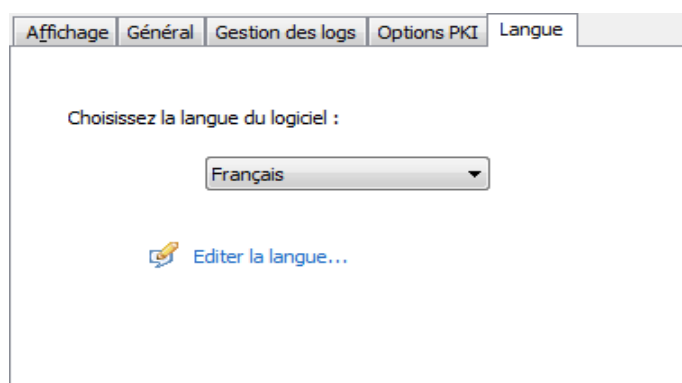 Affichage Général Gestion des logs Options PKI Langue
Choisissez la langue du logiciel :
Français
Editer la langue...